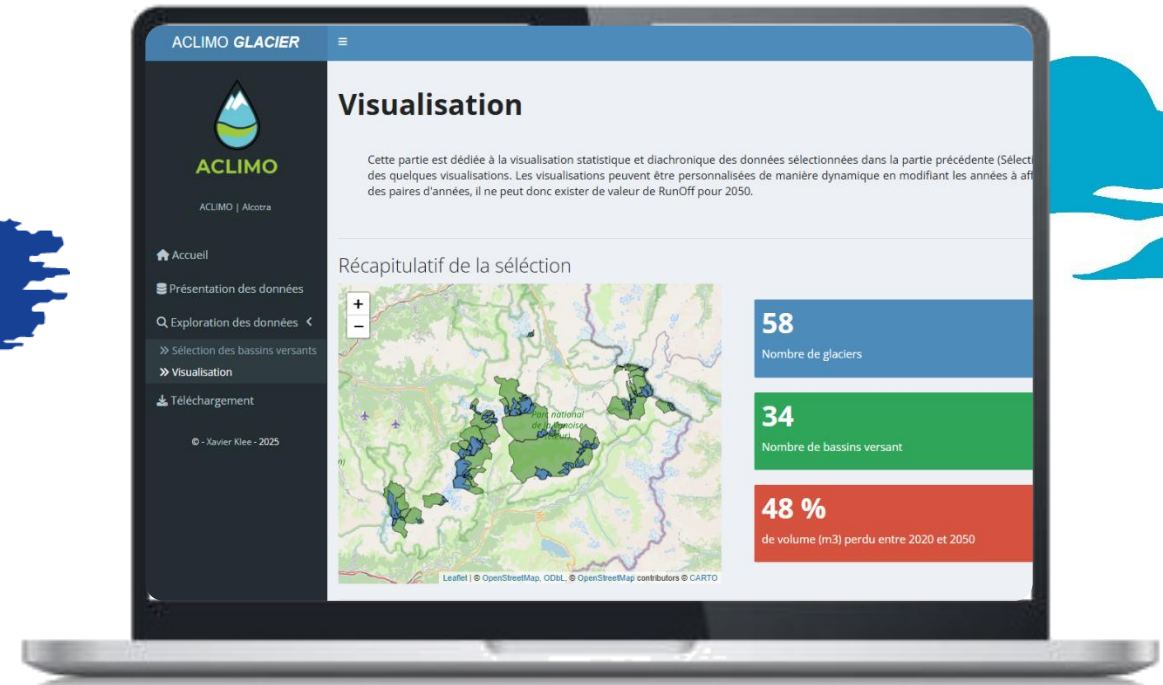 ACLIMO GLACIER
ACLIMO
ACLIMO | Alcotra
Accueil
Présentation des données
Exploration des données
Sélection des bassins versants
Visualisation
Téléchargement
© - Xavier Klee - 2025
Visualisation
Cette partie est dédiée à la visualisation statistique et diachronique des données sélectionnées dans la partie précédente (Sélecti
des quelques visualisations. Les visualisations peuvent être personnalisées de manière dynamique en modifiant les années à aff
des paires d'années, il ne peut donc exister de valeur de RunOff pour 2050.
Récapitulatif de la séléction
+
−
Parc national
de la Vanoise
Leaflet | © OpenStreetMap, ODbL, © OpenStreetMap contributors © CARTO
58
Nombre de glaciers
34
Nombre de bassins versant
48 %
de volume (m3) perdu entre 2020 et 2050